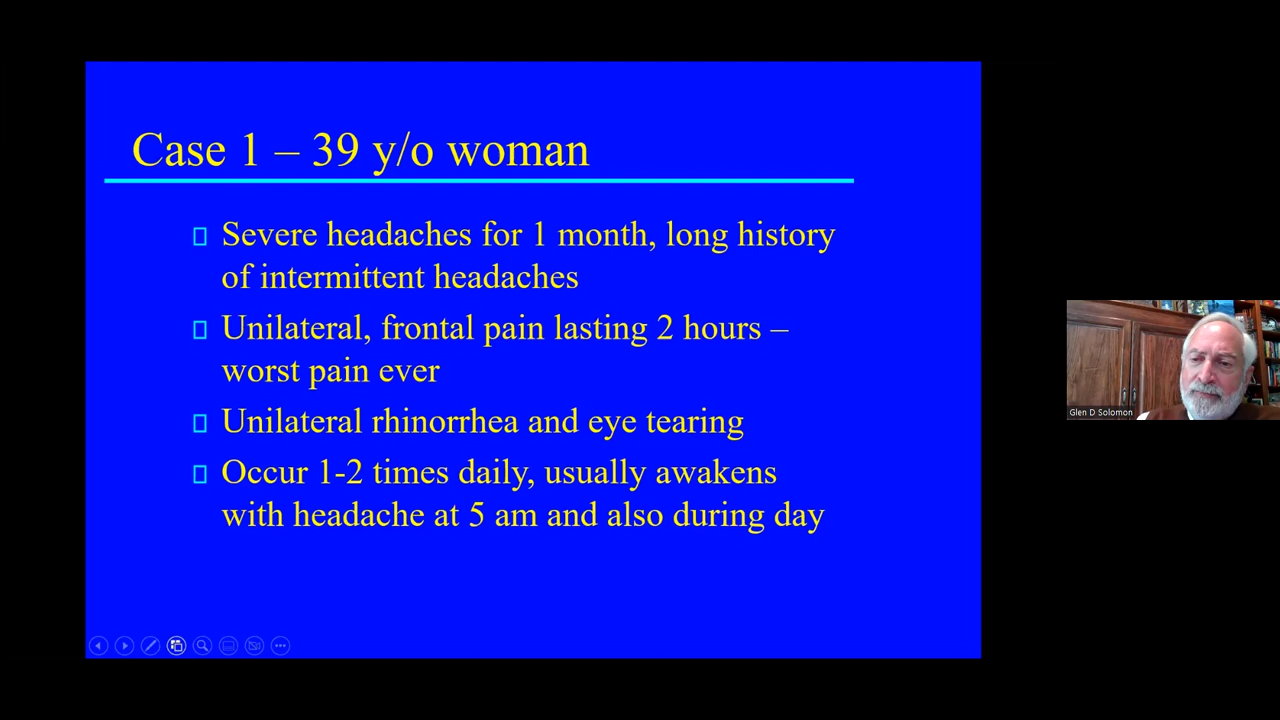 Case 1 – 39 y/o woman
Severe headaches for 1 month, long history
of intermittent headaches
Unilateral, frontal pain lasting 2 hours –
worst pain ever
Unilateral rhinorrhea and eye tearing
Occur 1-2 times daily, usually awakens
with headache at 5 am and also during day
Glen D Solomon